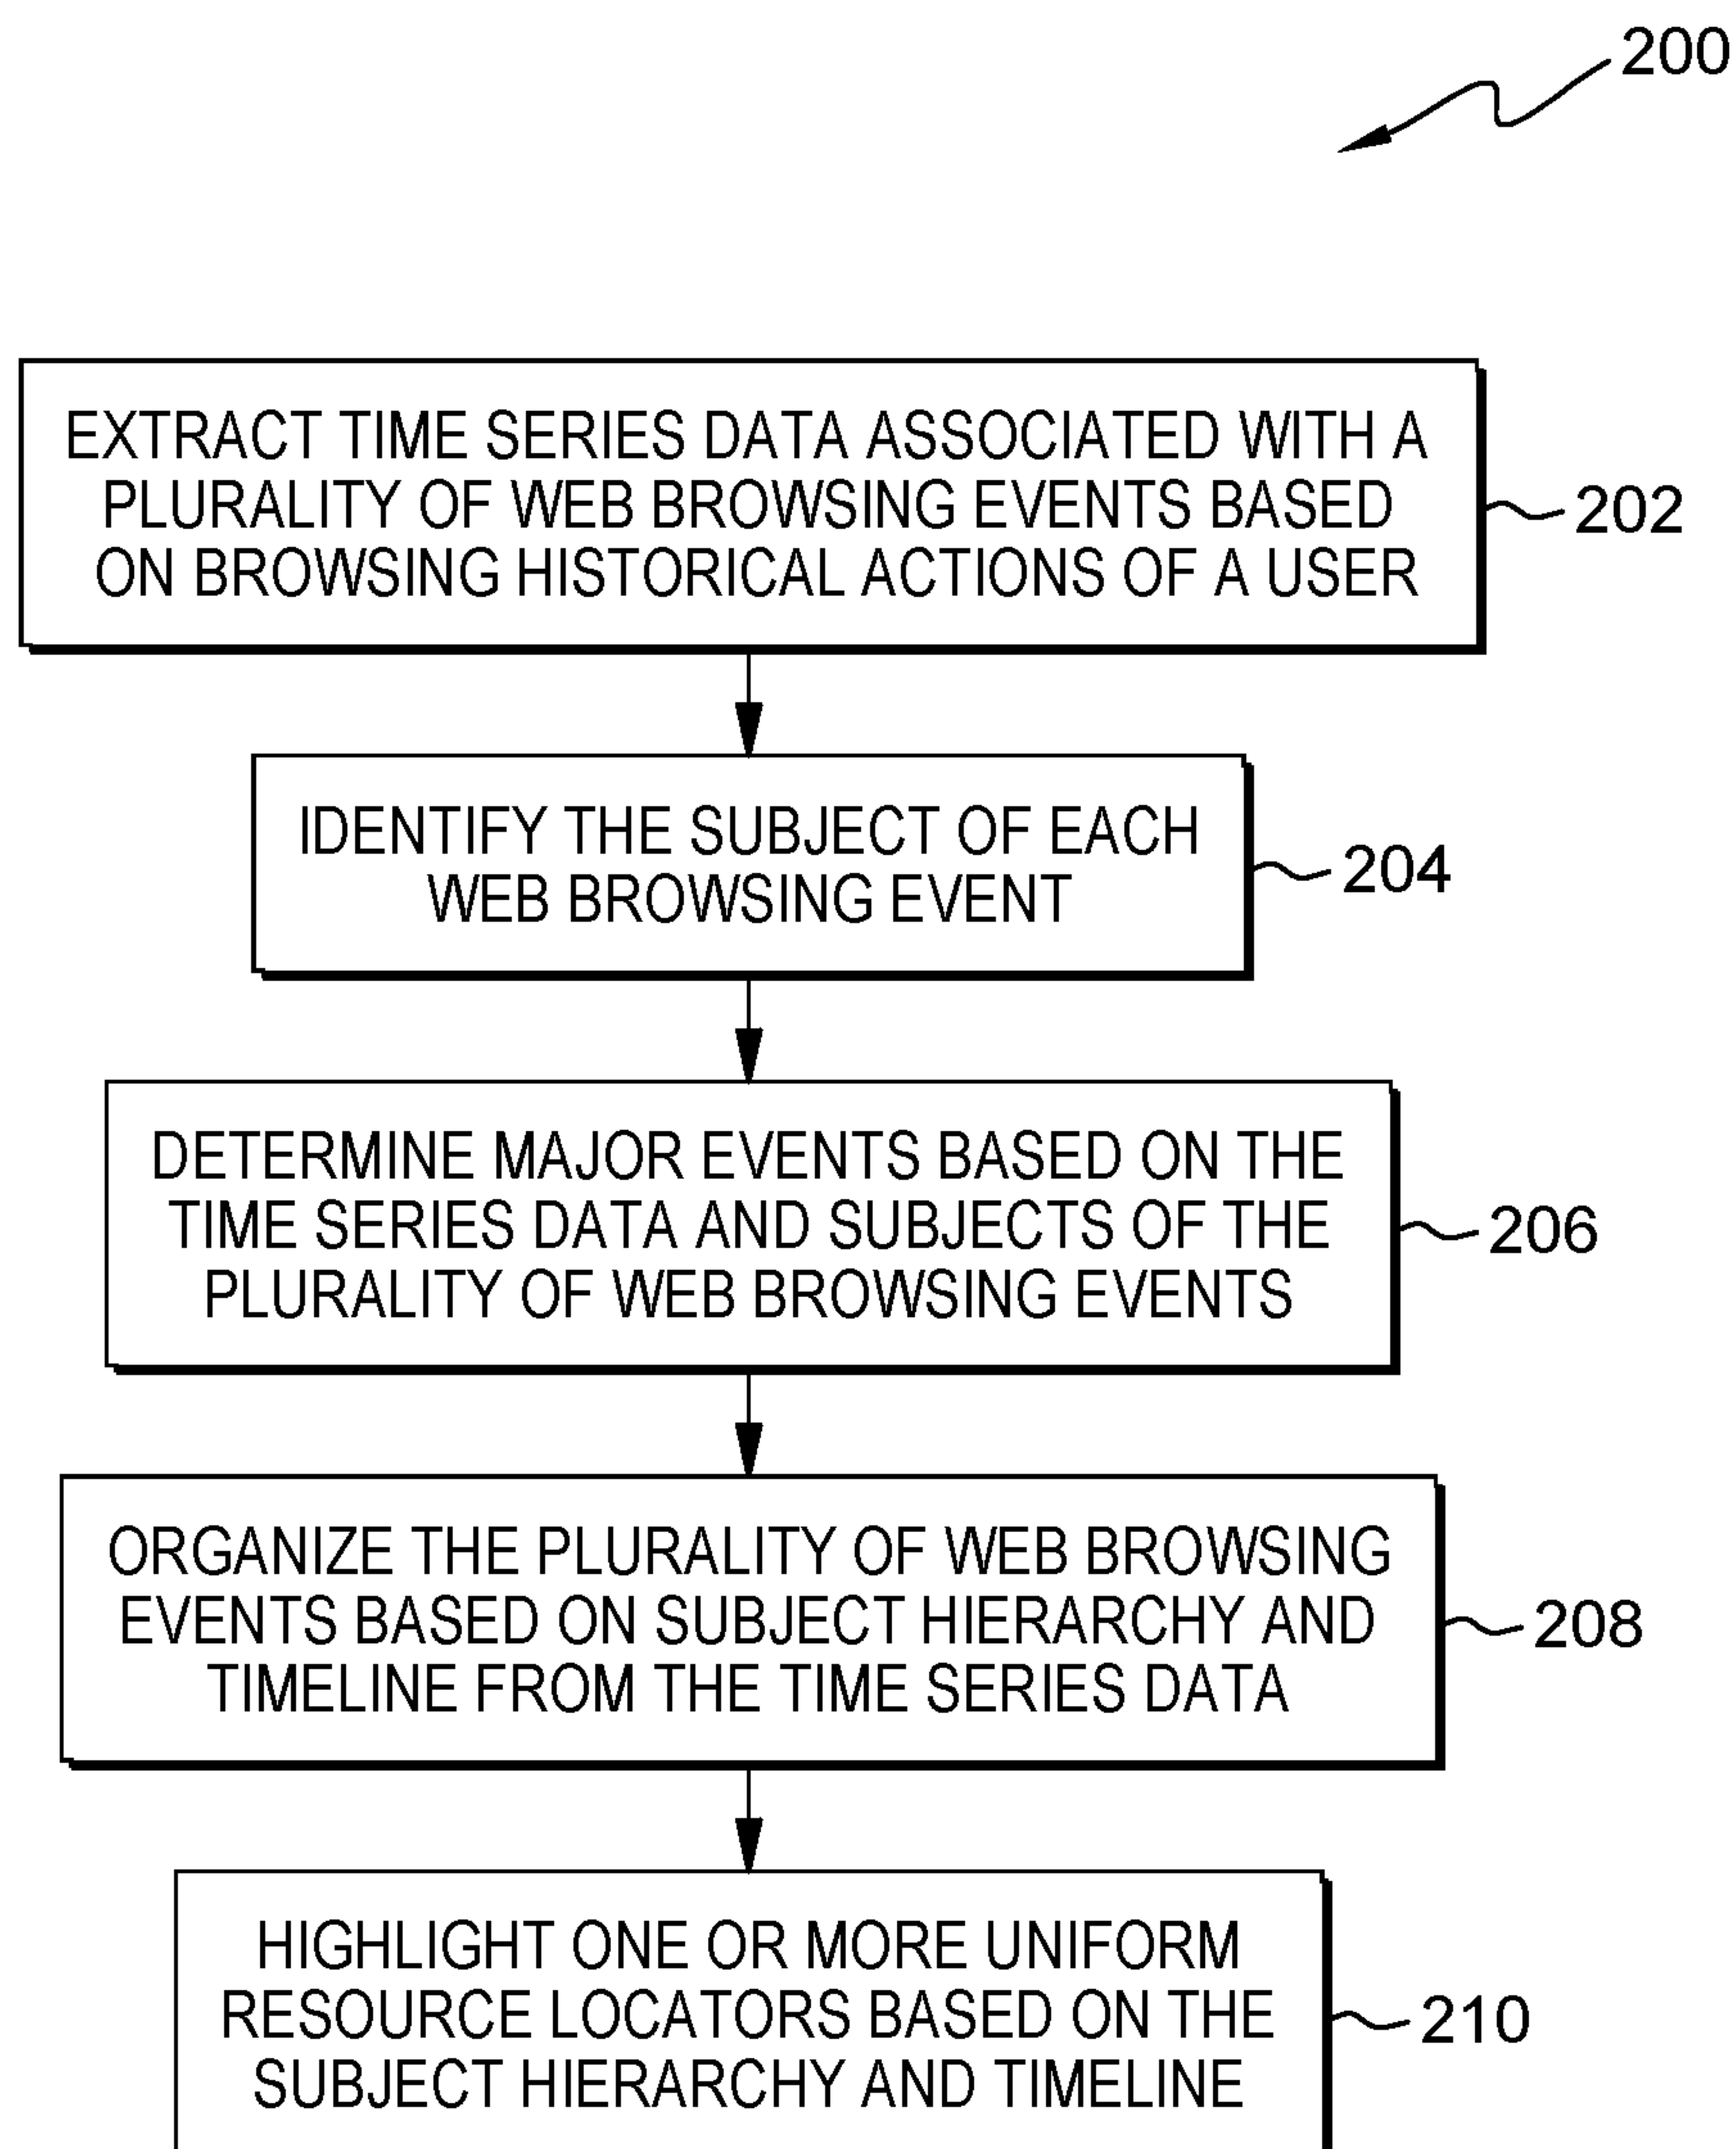 200
EXTRACT TIME SERIES DATA ASSOCIATED WITH A
PLURALITY OF WEB BROWSING EVENTS BASED
ON BROWSING HISTORICAL ACTIONS OF A USER
202
IDENTIFY THE SUBJECT OF EACH
WEB BROWSING EVENT
204
DETERMINE MAJOR EVENTS BASED ON THE
TIME SERIES DATA AND SUBJECTS OF THE
PLURALITY OF WEB BROWSING EVENTS
206
ORGANIZE THE PLURALITY OF WEB BROWSING
EVENTS BASED ON SUBJECT HIERARCHY AND
TIMELINE FROM THE TIME SERIES DATA
208
HIGHLIGHT ONE OR MORE UNIFORM
RESOURCE LOCATORS BASED ON THE
SUBJECT HIERARCHY AND TIMELINE
210